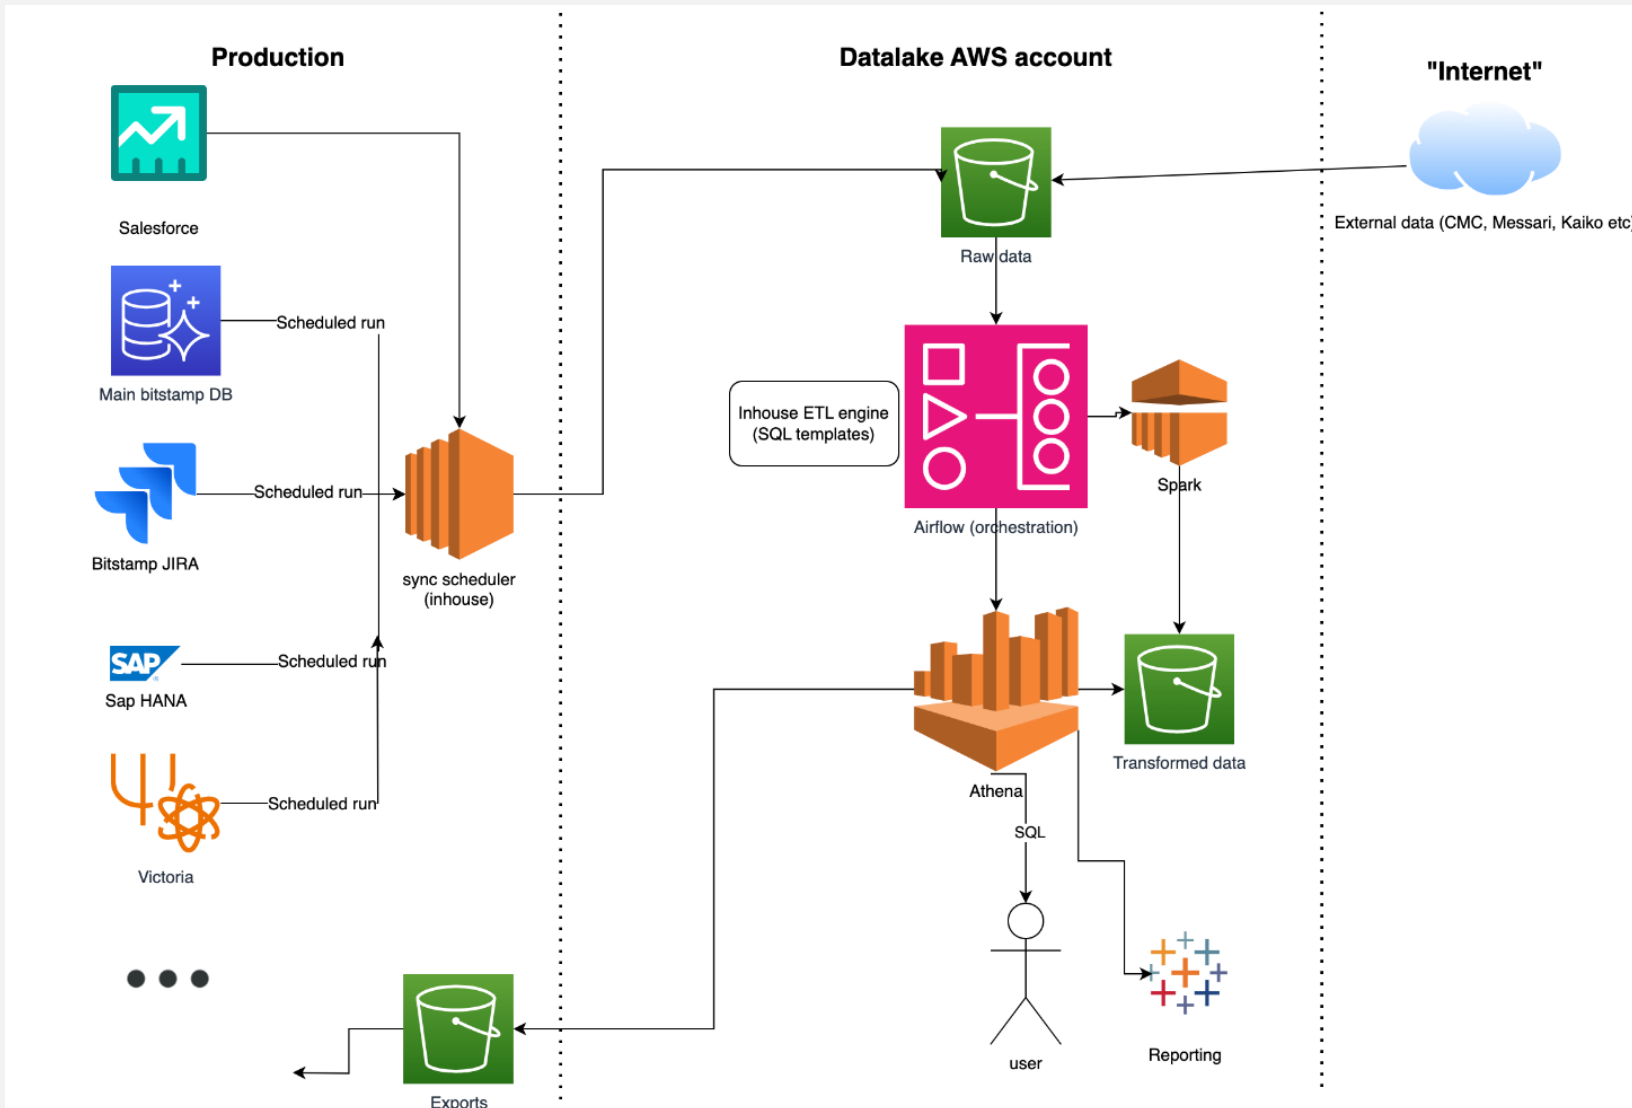 Production
Datalake AWS account
"Internet"
Salesforce
Raw data
External data (CMC, Messari, Kaiko etc)
Scheduled run
Main bitstamp DB
Inhouse ETL engine
(SQL templates)
Scheduled run
Spark
Airflow (orchestration)
Bitstamp JIRA
sync scheduler
(inhouse)
SAP
Scheduled run
Sap HANA
Transformed data
Athena
Scheduled run
SQL
Victoria
user
Reporting
Exports